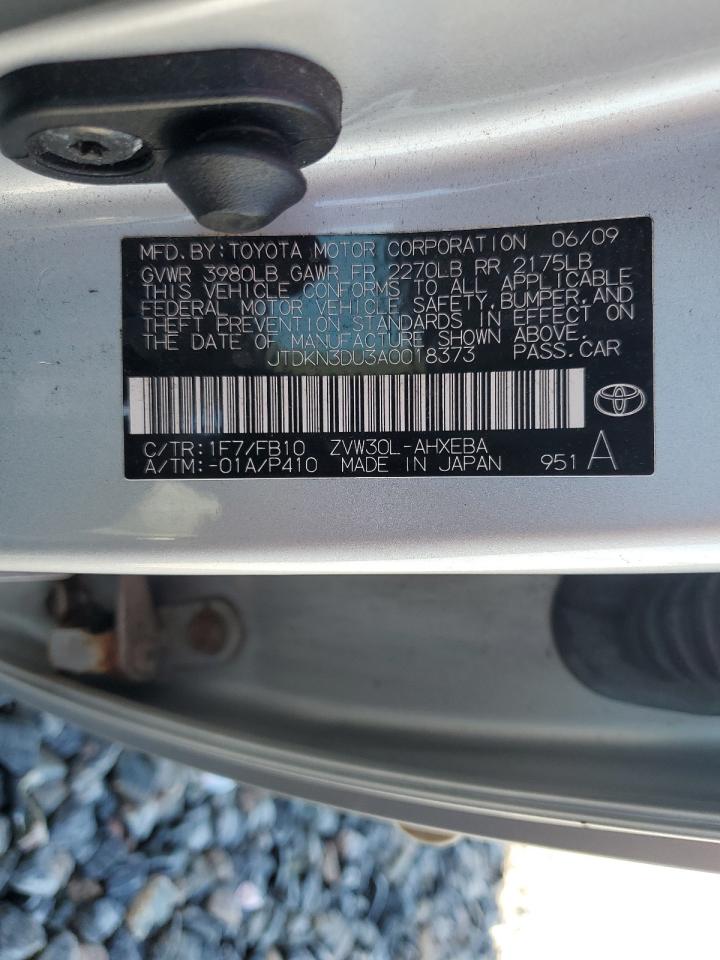 MFD. BY: TOYOTA MOTOR CORPORATION 06/09
GVWR 3980LB GAWR FR 2270LB RR 2175LB
THIS VEHICLE CONFORMS TO ALL APPLICABLE
FEDERAL MOTOR VEHICLE SAFETY, BUMPER, AND
THEFT PREVENTION STANDARDS IN EFFECT ON
THE DATE OF MANUFACTURE SHOWN ABOVE.
JTDKN3DU3A0018373 PASS. CAR
C/TR: 1F7/FB10 ZVW30L-AHXEBA
A/TM: -01A/P410 MADE IN JAPAN 951 A